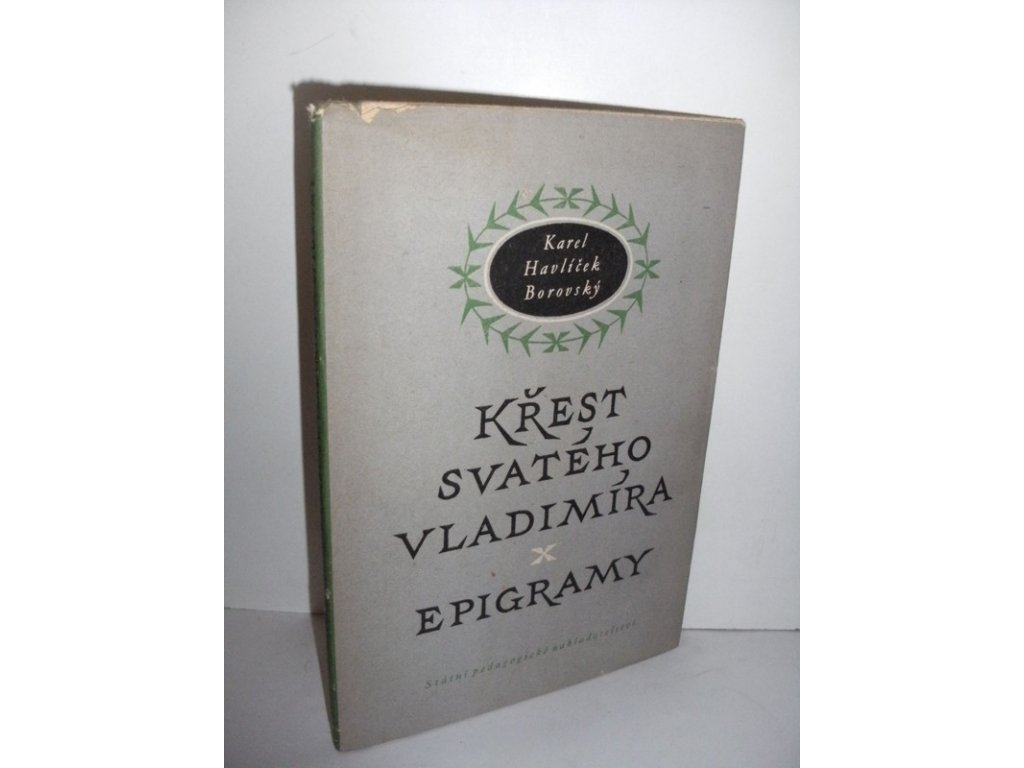 Karel
Havlíček
Borovský
KŘEST
SVATÉHO
VLADIMÍRA
x
EPIGRAMY
Státní pedagogické nakladatelství